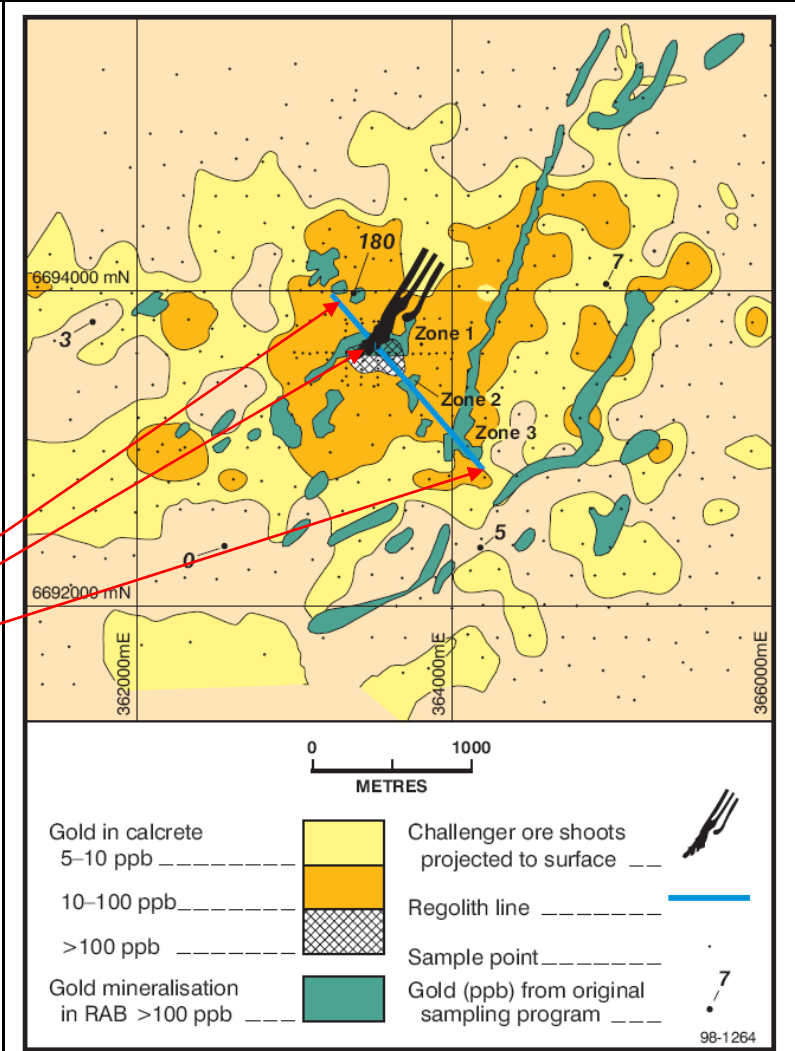 180
7
6694000 mN
3
Zone 1
Zone 2
Zone 3
5
0
6692000 mN
362000mE
364000mE
366000mE
0 1000
METRES
Gold in calcrete
5–10 ppb
10–100 ppb
>100 ppb
Gold mineralisation
in RAB >100 ppb
Challenger ore shoots
projected to surface
Regolith line
Sample point
7
Gold (ppb) from original
sampling program
98-1264